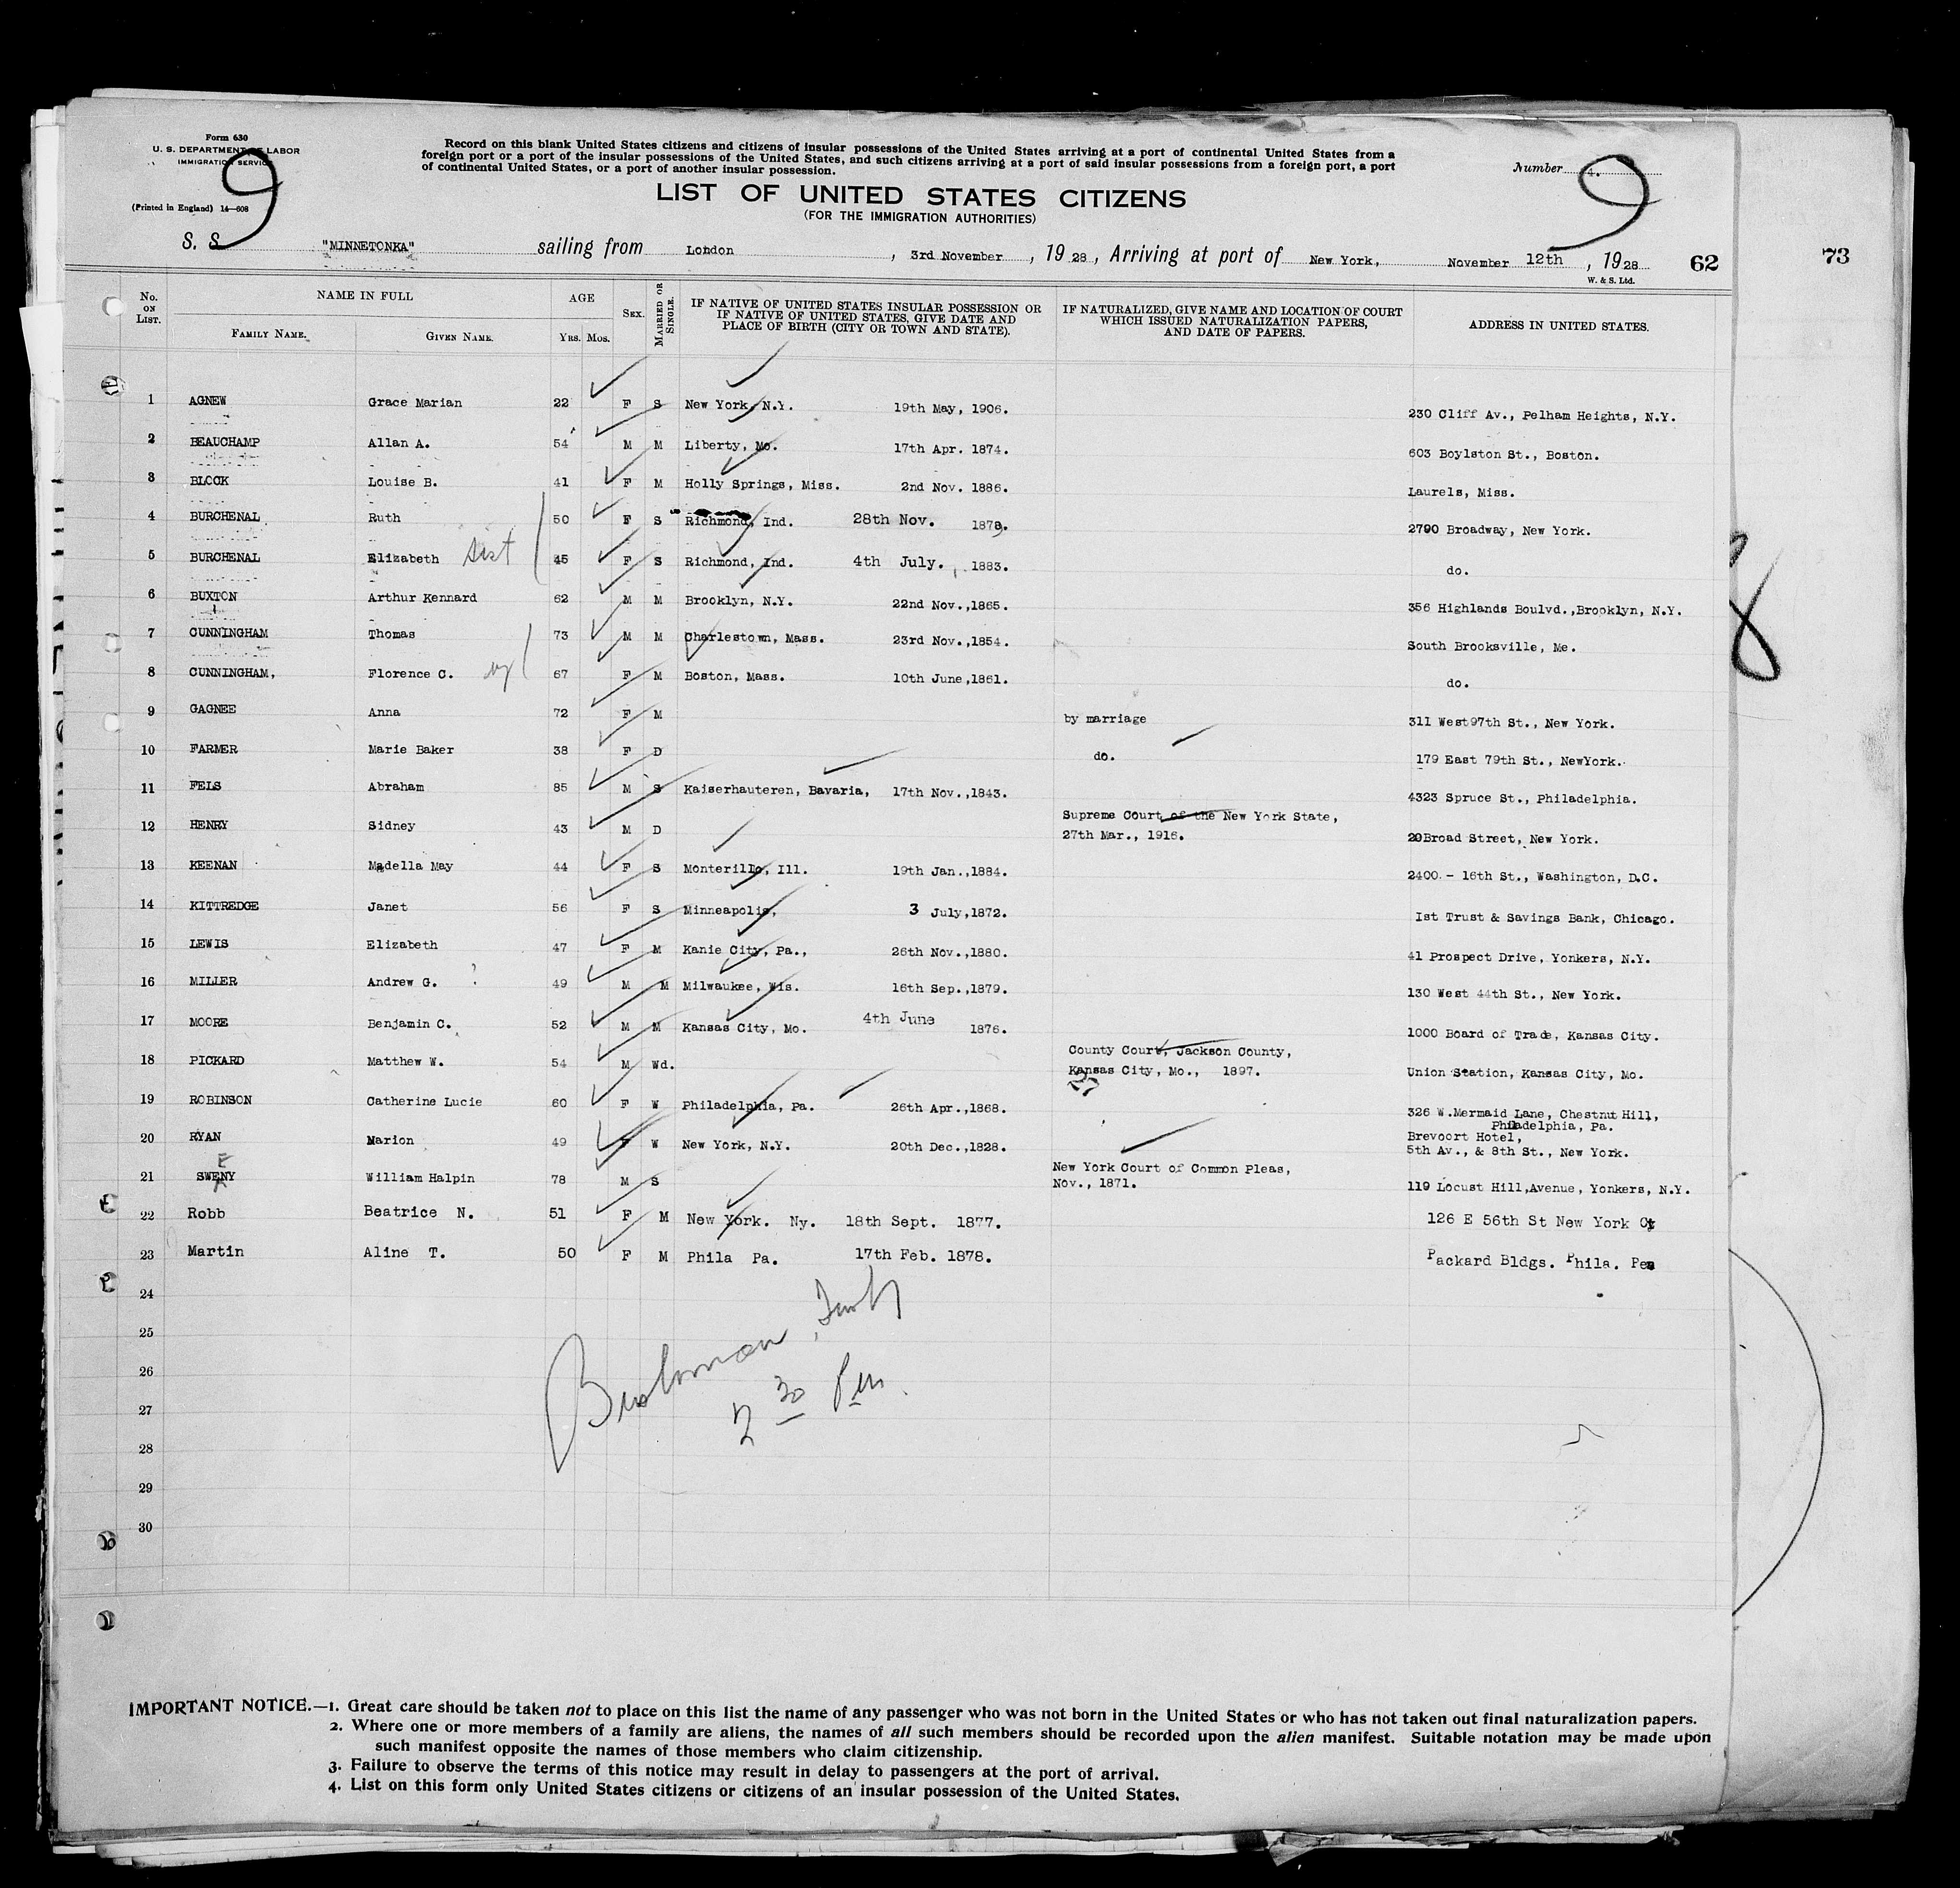 Form 630
U. S. DEPARTMENT OF LABOR
IMMIGRATION SERVICE
(Printed in England) 14—608
9
Record on this blank United States citizens and citizens of insular possessions of the United States arriving at a port of continental United States from a
foreign port or a port of the insular possessions of the United States, and such citizens arriving at a port of said insular possessions from a foreign port, a port
of continental United States, or a port of another insular possession.
Number 4.
9
LIST OF UNITED STATES CITIZENS
(FOR THE IMMIGRATION AUTHORITIES)
S. S. "MINNETONKA" sailing from London, 3rd November, 1928, Arriving at port of New York, November 12th, 1928
62
73
W. & S. Ltd.
No. ON LIST. NAME IN FULL AGE SEX. MARRIED OR SINGLE. IF NATIVE OF UNITED STATES INSULAR POSSESSION OR IF NATIVE OF UNITED STATES, GIVE DATE AND PLACE OF BIRTH (CITY OR TOWN AND STATE). IF NATURALIZED, GIVE NAME AND LOCATION OF COURT WHICH ISSUED NATURALIZATION PAPERS, AND DATE OF PAPERS. ADDRESS IN UNITED STATES.
FAMILY NAME. GIVEN NAME. YRS. MOS.
1 AGNEW Grace Marian 22 F S New York, N.Y. 19th May, 1906. 230 Cliff Av., Pelham Heights, N.Y.
2 BEAUCHAMP Allan A. 54 M M Liberty, Mo. 17th Apr. 1874. 603 Boylston St., Boston.
3 BLOCK Louise B. 41 F M Holly Springs, Miss. 2nd Nov. 1886. Laurels, Miss.
4 BURCHENAL Ruth 50 F S Richmond, Ind. 28th Nov. 1878. 2790 Broadway, New York.
5 BURCHENAL Elizabeth sist 45 F S Richmond, Ind. 4th July. 1883. do.
6 BUXTON Arthur Kennard 62 M M Brooklyn, N.Y. 22nd Nov.,1865. 356 Highlands Boulvd.,Brooklyn, N.Y.
7 CUNNINGHAM Thomas 73 M M Charlestown, Mass. 23rd Nov.,1854. South Brooksville, Me.
8 CUNNINGHAM, Florence C. 67 F M Boston, Mass. 10th June,1861. do.
9 GAGNEE Anna 72 F M by marriage 311 West97th St., New York.
10 FARMER Marie Baker 38 F D do. 179 East 79th St., NewYork.
11 FELS Abraham 85 M S Kaiserhauteren, Bavaria, 17th Nov.,1843. 4323 Spruce St., Philadelphia.
12 HENRY Sidney 43 M D Supreme Court of the New York State,
27th Mar., 1916. 20Broad Street, New York.
13 KEENAN Madella May 44 F S Monterillo, Ill. 19th Jan.,1884. 2400 - 16th St., Washington, D.C.
14 KITTREDGE Janet 56 F S Minneapolis, 3 July,1872. Ist Trust & Savings Bank, Chicago.
15 LEWIS Elizabeth 47 F M Kanie City, Pa., 26th Nov.,1880. 41 Prospect Drive, Yonkers, N.Y.
16 MILLER Andrew G. 49 M M Milwaukee, Wis. 16th Sep.,1879. 130 West 44th St., New York.
17 MOORE Benjamin C. 52 M M Kansas City, Mo. 4th June 1876. 1000 Board of Trade, Kansas City.
18 PICKARD Matthew W. 54 M Wd. County Court, Jackson County,
Kansas City, Mo., 1897. Union Station, Kansas City, Mo.
19 ROBINSON Catherine Lucie 60 F W Philadelphia, Pa. 26th Apr.,1868. 326 W.Mermaid Lane, Chestnut Hill,
Philadelphia, Pa.
20 RYAN Marion 49 F W New York, N.Y. 20th Dec.,1828. Brevoort Hotel,
5th Av., & 8th St., New York.
21 SWENY E William Halpin 78 M S New York Court of Common Pleas,
Nov., 1871. 119 Locust Hill,Avenue, Yonkers, N.Y.
22 Robb Beatrice N. 51 F M New York. Ny. 18th Sept. 1877. 126 E 56th St New York Ct
23 Martin Aline T. 50 F M Phila Pa. 17th Feb. 1878. Packard Bldgs. Phila. Pea
24
25
26
27
28
29
30
2 30 Pm
8
IMPORTANT NOTICE.—1. Great care should be taken not to place on this list the name of any passenger who was not born in the United States or who has not taken out final naturalization papers.
2. Where one or more members of a family are aliens, the names of all such members should be recorded upon the alien manifest. Suitable notation may be made upon
such manifest opposite the names of those members who claim citizenship.
3. Failure to observe the terms of this notice may result in delay to passengers at the port of arrival.
4. List on this form only United States citizens or citizens of an insular possession of the United States.